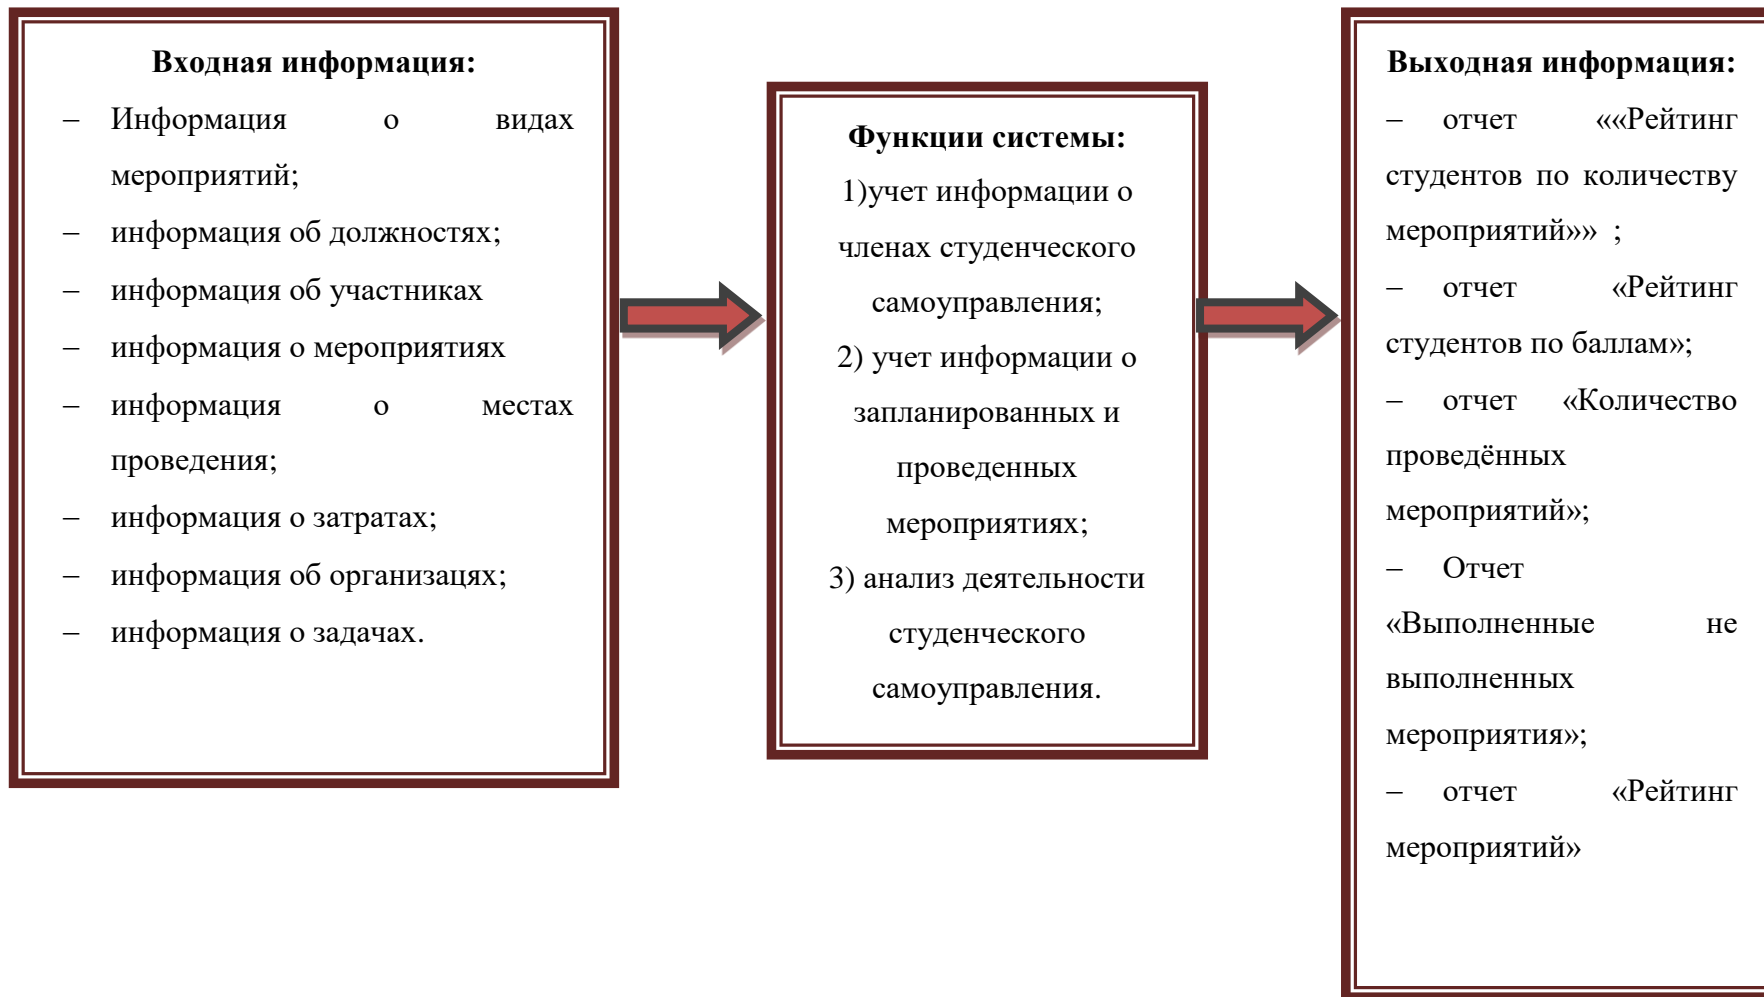 Входная информация:
– Информация о видах
мероприятий;
– информация об должностях;
– информация об участниках
– информация о мероприятиях
– информация о местах
проведения;
– информация о затратах;
– информация об организацях;
– информация о задачах.
Функции системы:
1)учет информации о
членах студенческого
самоуправления;
2) учет информации о
запланированных и
проведенных
мероприятиях;
3) анализ деятельности
студенческого
самоуправления.
Выходная информация:
– отчет ««Рейтинг
студентов по количеству
мероприятий»» ;
– отчет «Рейтинг
студентов по баллам»;
– отчет «Количество
проведённых
мероприятий»;
– Отчет
«Выполненные не
выполненных
мероприятия»;
– отчет «Рейтинг
мероприятий»